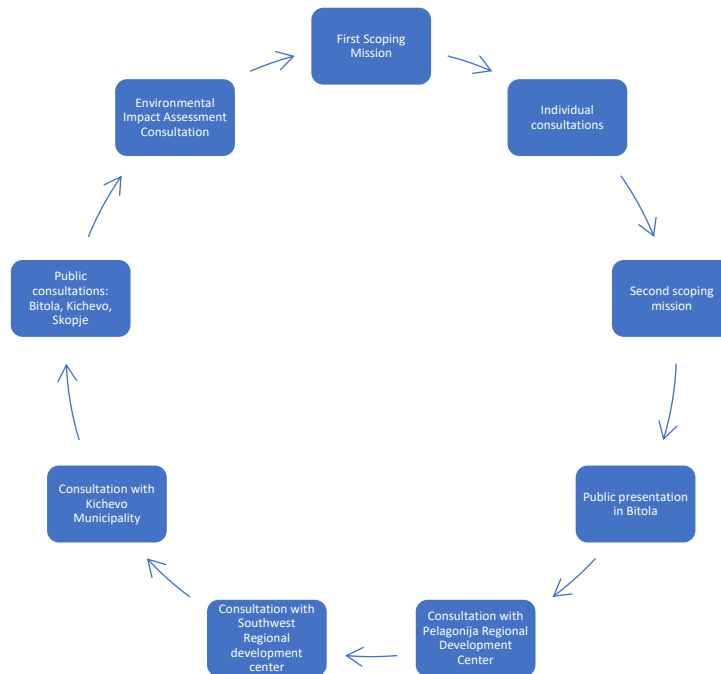 First Scoping
Mission
Individual
consultations
Second scoping
mission
Public presentation
in Bitola
Consultation with
Pelagonija Regional
Development
Center
Consultation with
Southwest
Regional
development
center
Consultation with
Kichevo
Municipality
Public
consultations:
Bitola, Kichevo,
Skopje
Environmental
Impact Assessment
Consultation